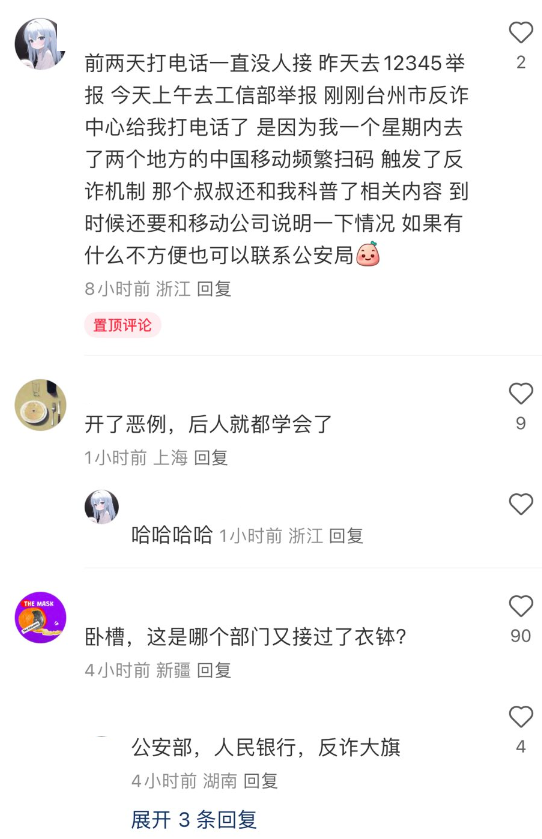 2
前两天打电话一直没人接 昨天去12345举
报 今天上午去工信部举报 刚刚台州市反诈
中心给我打电话了 是因为我一个星期内去
了两个地方的中国移动频繁扫码 触发了反
诈机制 那个叔叔还和我科普了相关内容 到
时候还要和移动公司说明一下情况 如果有
什么不方便也可以联系公安局
8小时前 浙江 回复
置顶评论
9
开了恶例，后人就都学会了
1小时前 上海 回复
哈哈哈哈 1小时前 浙江 回复
THE MASK
90
卧槽，这是哪个部门又接过了衣钵？
4小时前 新疆 回复
4
公安部，人民银行，反诈大旗
4小时前 湖南 回复
展开 3 条回复